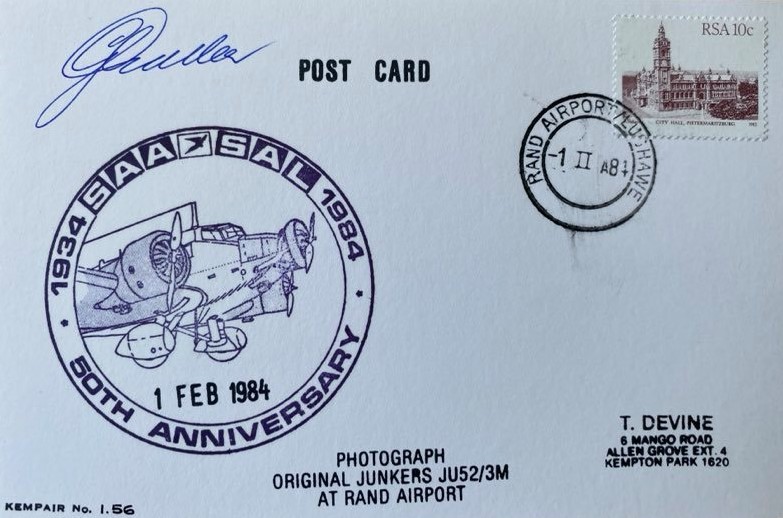 POST CARD
RSA 10c
CITY HALL, PIETERMARITZBURG 1982
RAND AIRPORT/LUGHAWE
-1 II
1934 SAA SAL 1984
1 FEB 1984
* 50TH ANNIVERSARY *
PHOTOGRAPH
ORIGINAL JUNKERS JU52/3M
AT RAND AIRPORT
T. DEVINE
6 MANGO ROAD
ALLEN GROVE EXT. 4
KEMPTON PARK 1620
KEMPAIR No. 1.56